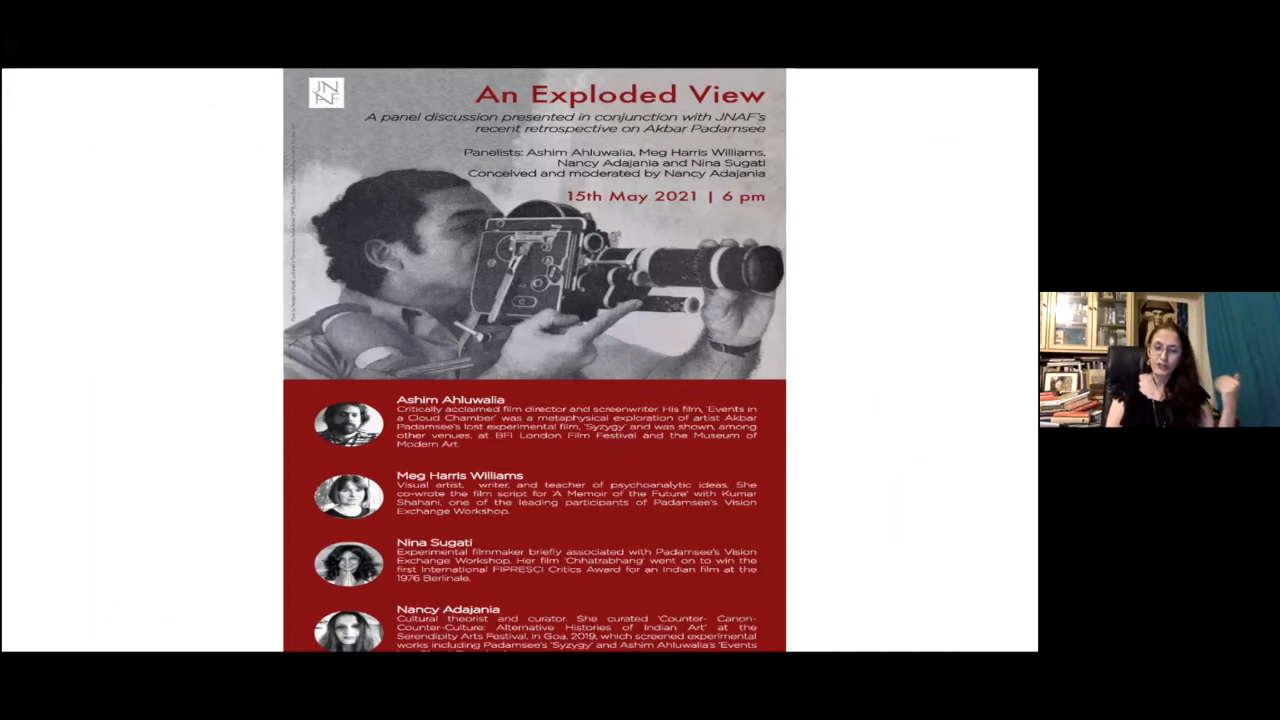 JN
AF
An Exploded View
A panel discussion presented in conjunction with JNAF's
recent retrospective on Akbar Padamsee
Panelists: Ashim Ahluwalia, Meg Harris Williams,
Nancy Adajania and Nina Sugati
Conceived and moderated by Nancy Adajania
15th May 2021 | 6 pm
Ashim Ahluwalia
Critically acclaimed film director and screenwriter. His film, 'Events in
a Cloud Chamber' was a metaphysical exploration of artist Akbar
Padamsee's lost experimental film, 'Syzygy' and was shown, among
other venues, at BFI London Film Festival and the Museum of
Modern Art.
Meg Harris Williams
Visual artist, writer, and teacher of psychoanalytic ideas. She
co-wrote the film script for 'A Memoir of the Future' with Kumar
Shahani, one of the leading participants of Padamsee's Vision
Exchange Workshop.
Nina Sugati
Experimental filmmaker briefly associated with Padamsee's Vision
Exchange Workshop. Her film 'Chhatrabhang' went on to win the
first International FIPRESCI Critics Award for an Indian film at the
1976 Berlinale.
Nancy Adajania
Cultural theorist and curator. She curated 'Counter- Canon-
Counter-Culture: Alternative Histories of Indian Art' at the
Serendipity Arts Festival, in Goa, 2019, which screened experimental
works including Padamsee's 'Syzygy' and Ashim Ahluwalia's 'Events